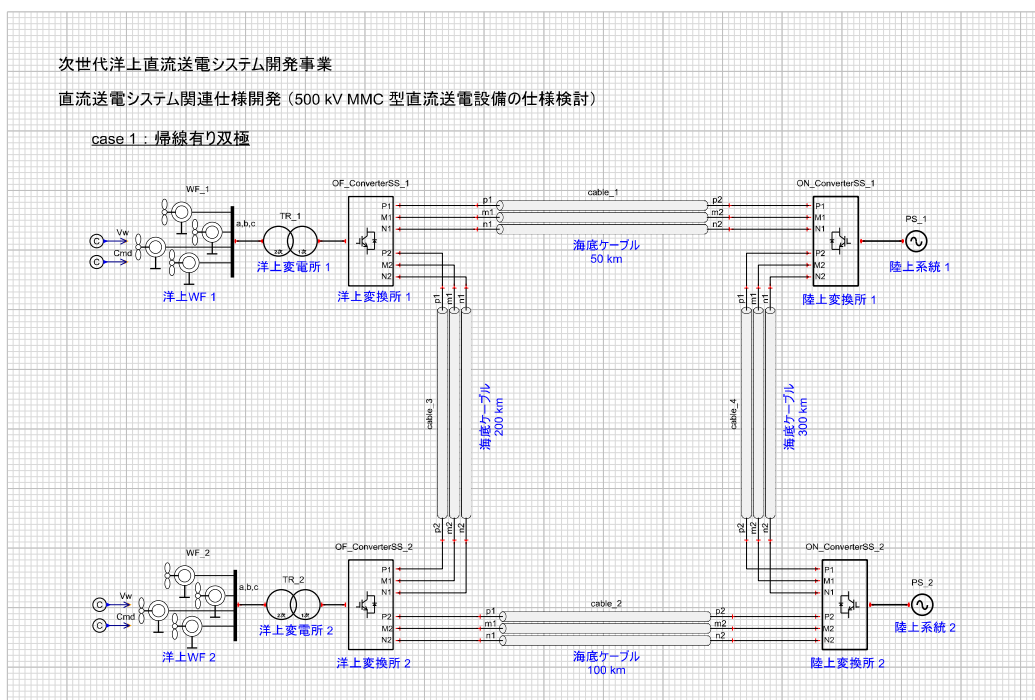 次世代洋上直流送電システム開発事業
直流送電システム関連仕様開発（500 kV MMC 型直流送電設備の仕様検討）
case 1：帰線有り双極
WF_1
a,b,c
C Vw
C Cmd
洋上WF 1
TR_1
2次 1次
洋上変電所 1
OF_ConverterSS_1
P1
M1
N1
P2
M2
N2
洋上変換所 1
cable_1
p1 p2
m1 m2
n1 n2
海底ケーブル
50 km
ON_ConverterSS_1
P1
M1
N1
P2
M2
N2
陸上変換所 1
PS_1
陸上系統 1
p1 m1 n1
cable_3
海底ケーブル
200 km
p2 m2 n2
p1 m1 n1
cable_4
海底ケーブル
300 km
p2 m2 n2
WF_2
a,b,c
C Vw
C Cmd
洋上WF 2
TR_2
2次 1次
洋上変電所 2
OF_ConverterSS_2
P1
M1
N1
P2
M2
N2
洋上変換所 2
cable_2
p1 p2
m1 m2
n1 n2
海底ケーブル
100 km
ON_ConverterSS_2
P1
M1
N1
P2
M2
N2
陸上変換所 2
PS_2
陸上系統 2